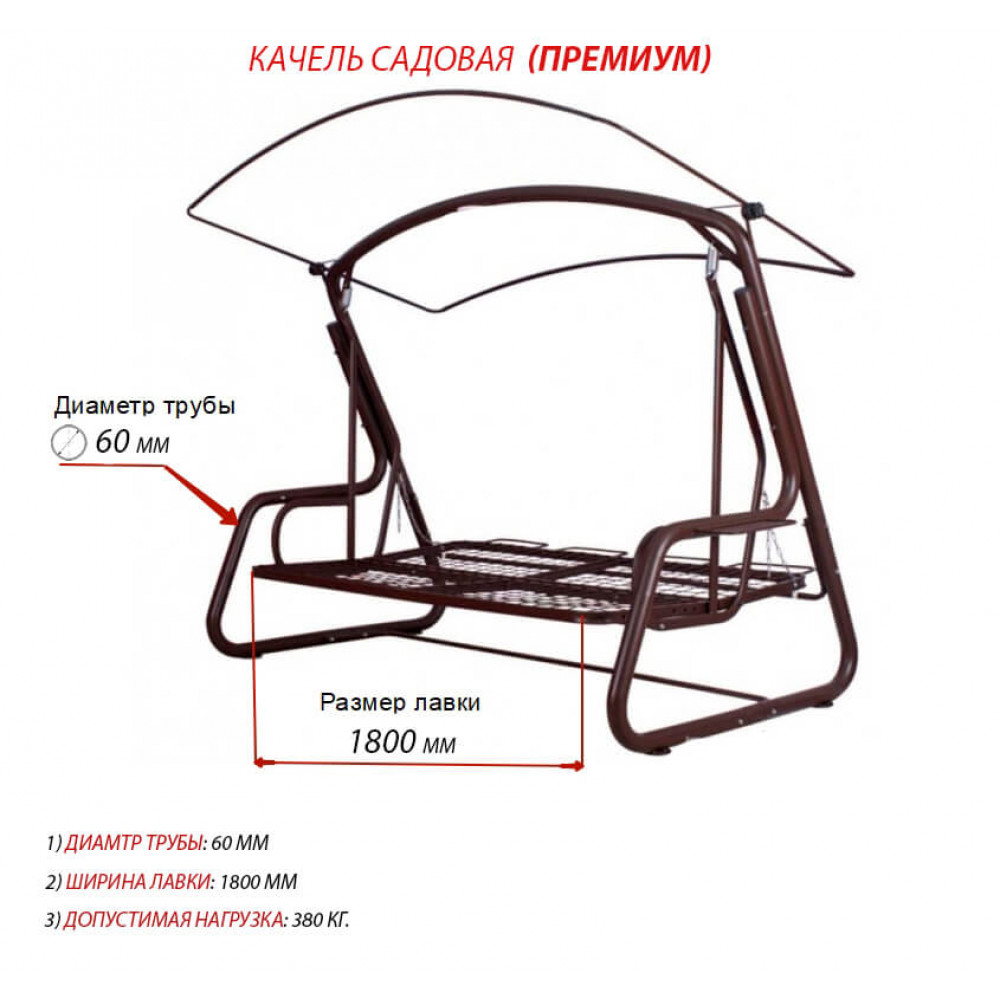 КАЧЕЛЬ САДОВАЯ (ПРЕМИУМ)
Диаметр трубы
60 мм
Размер лавки
1800 мм
1) ДИАМТР ТРУБЫ: 60 ММ
2) ШИРИНА ЛАВКИ: 1800 ММ
3) ДОПУСТИМАЯ НАГРУЗКА: 380 КГ.